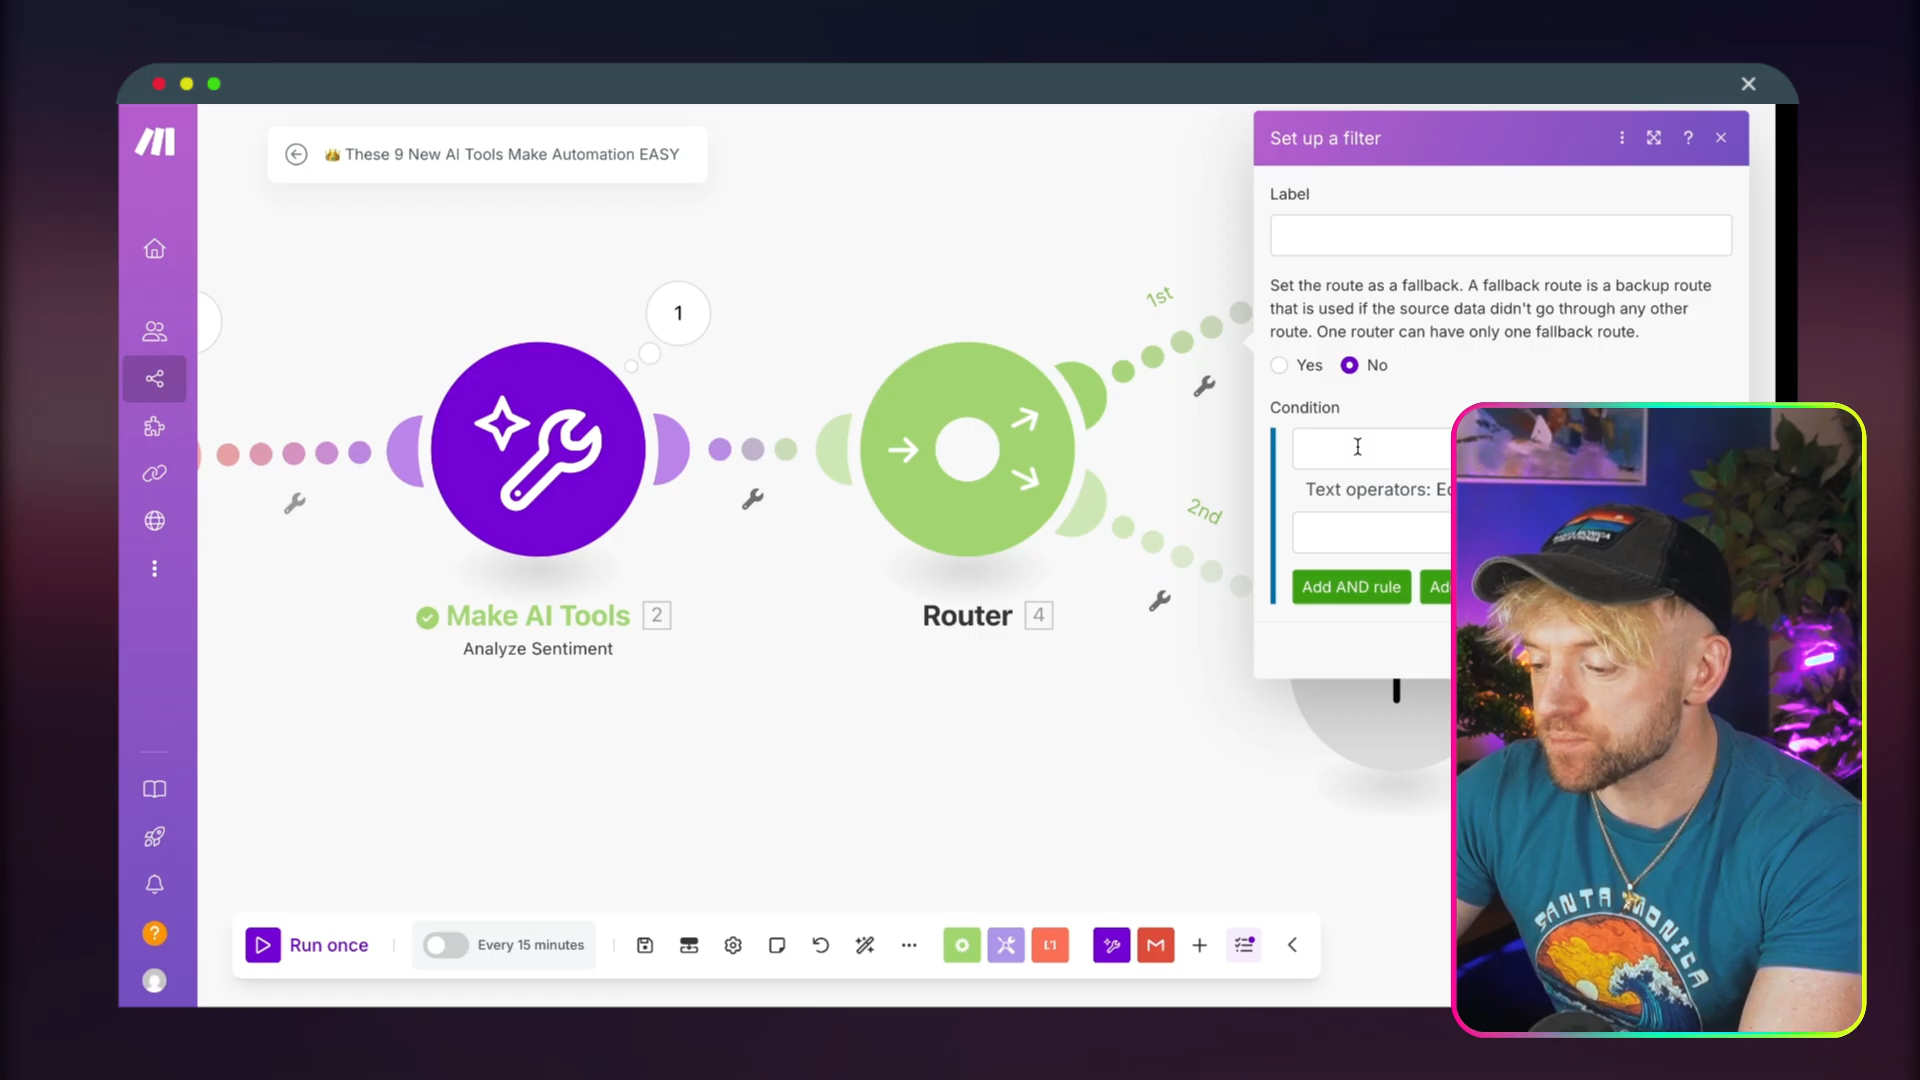 👑 These 9 New AI Tools Make Automation EASY
Set up a filter
?
Label
Set the route as a fallback. A fallback route is a backup route
that is used if the source data didn't go through any other
route. One router can have only one fallback route.
Yes
No
Condition
Text operators:
Add AND rule
1
1st
2nd
Make AI Tools 2
Analyze Sentiment
Router 4
?
Run once
Every 15 minutes
SANTA MONICA